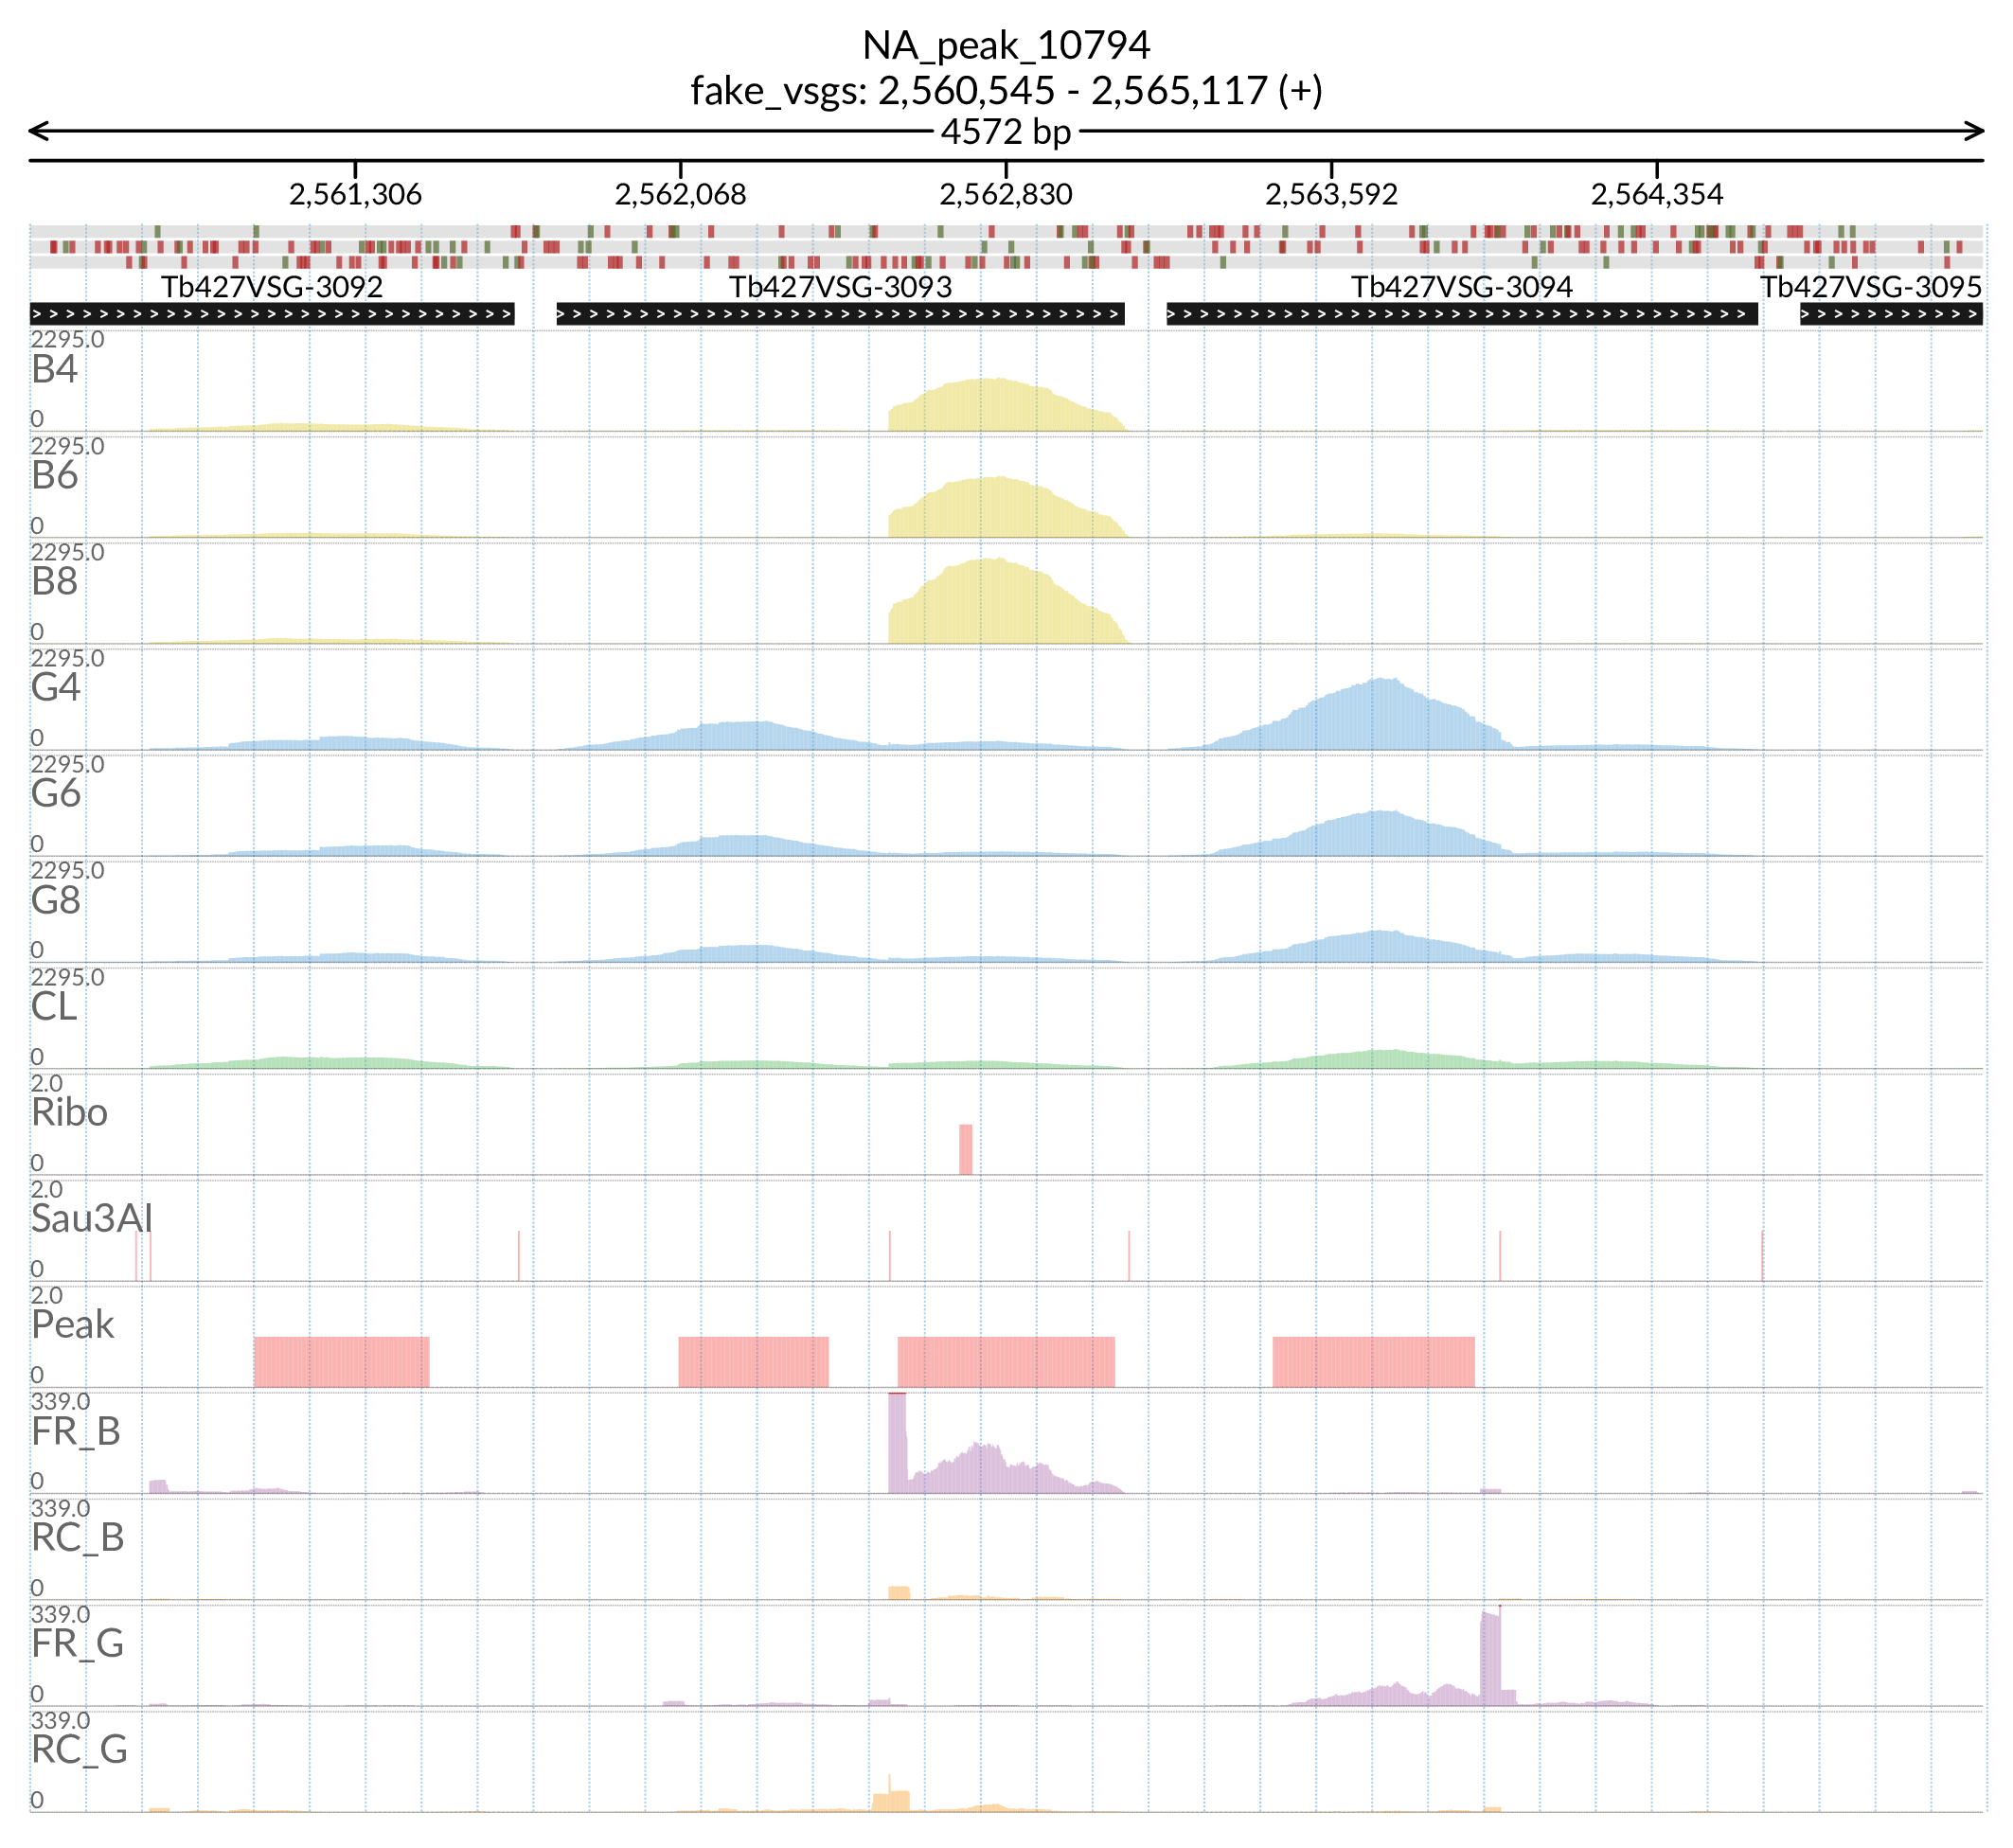 NA_peak_10794
fake_vsgs: 2,560,545 - 2,565,117 (+)
4572 bp
2,561,306 2,562,068 2,562,830 2,563,592 2,564,354
Tb427VSG-3092 Tb427VSG-3093 Tb427VSG-3094 Tb427VSG-3095
2295.0
B4
0
2295.0
B6
0
2295.0
B8
0
2295.0
G4
0
2295.0
G6
0
2295.0
G8
0
2295.0
CL
0
2.0
Ribo
0
2.0
Sau3AI
0
2.0
Peak
0
339.0
FR_B
0
339.0
RC_B
0
339.0
FR_G
0
339.0
RC_G
0